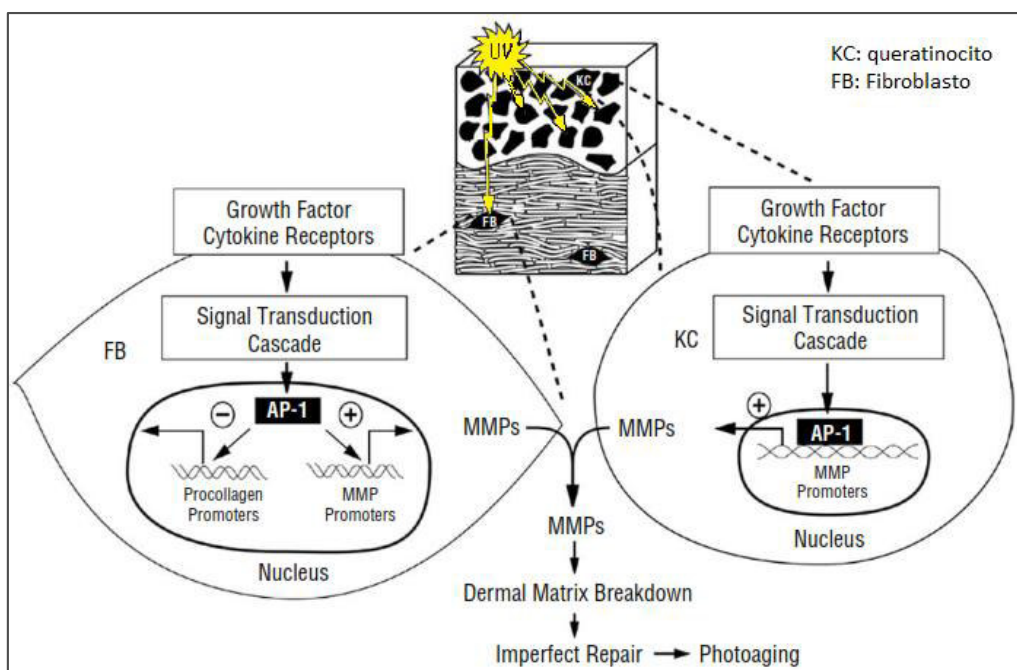 UV
KC
KC: queratinocito
FB: Fibroblasto
FB
FB
Growth Factor
Cytokine Receptors
Signal Transduction
Cascade
FB
AP-1
−
+
Procollagen
Promoters
MMP
Promoters
Nucleus
Growth Factor
Cytokine Receptors
Signal Transduction
Cascade
KC
+
AP-1
MMP
Promoters
Nucleus
MMPs
MMPs
MMPs
Dermal Matrix Breakdown
Imperfect Repair
Photoaging